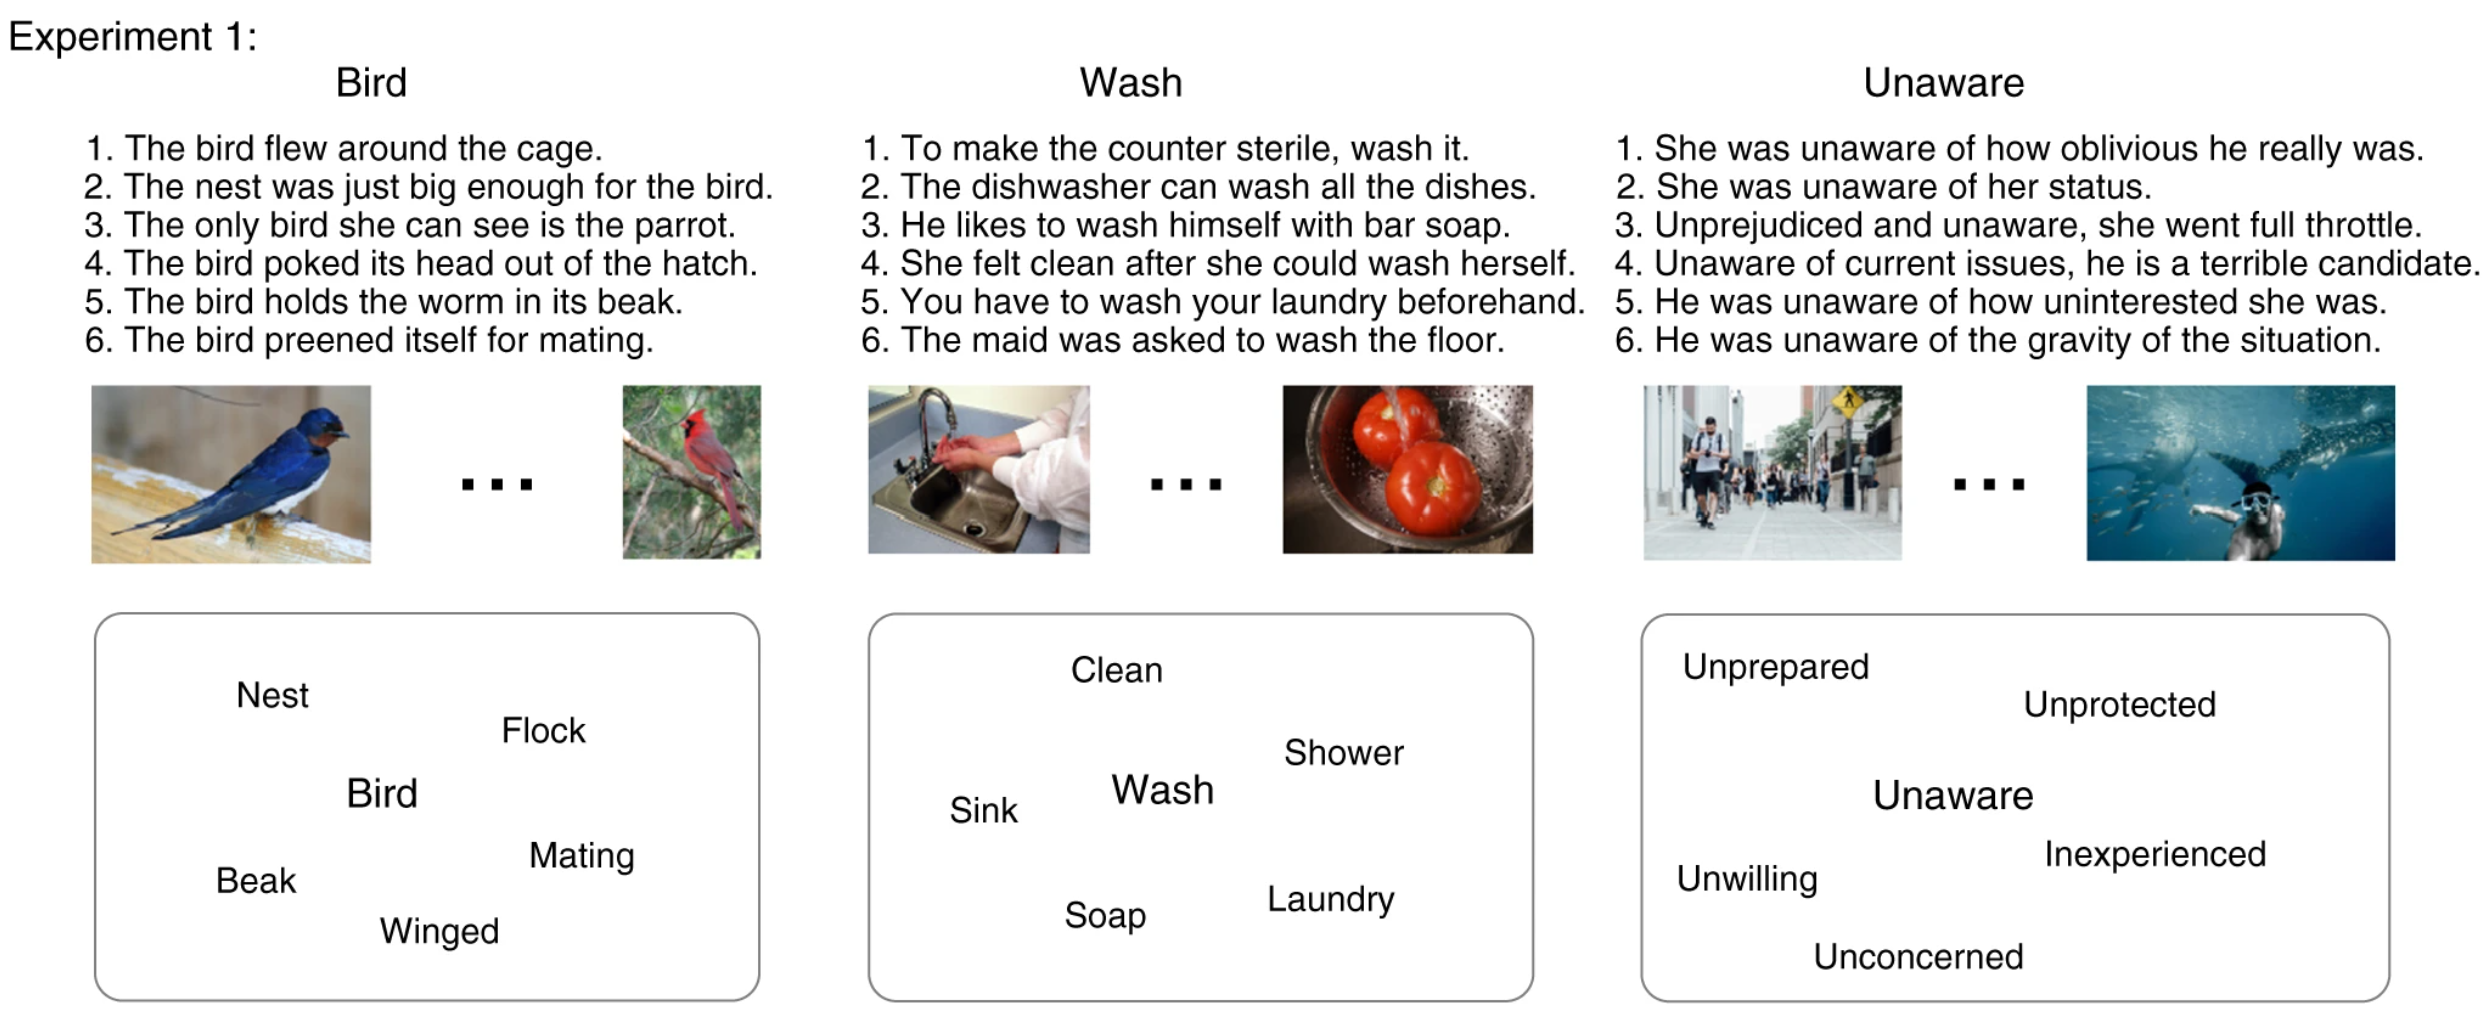 Experiment 1:
Bird
1. The bird flew around the cage.
2. The nest was just big enough for the bird.
3. The only bird she can see is the parrot.
4. The bird poked its head out of the hatch.
5. The bird holds the worm in its beak.
6. The bird preened itself for mating.
Wash
1. To make the counter sterile, wash it.
2. The dishwasher can wash all the dishes.
3. He likes to wash himself with bar soap.
4. She felt clean after she could wash herself.
5. You have to wash your laundry beforehand.
6. The maid was asked to wash the floor.
Unaware
1. She was unaware of how oblivious he really was.
2. She was unaware of her status.
3. Unprejudiced and unaware, she went full throttle.
4. Unaware of current issues, he is a terrible candidate.
5. He was unaware of how uninterested she was.
6. He was unaware of the gravity of the situation.
...
...
...
Nest
Flock
Bird
Mating
Beak
Winged
Clean
Shower
Wash
Sink
Laundry
Soap
Unprepared
Unprotected
Unaware
Inexperienced
Unwilling
Unconcerned